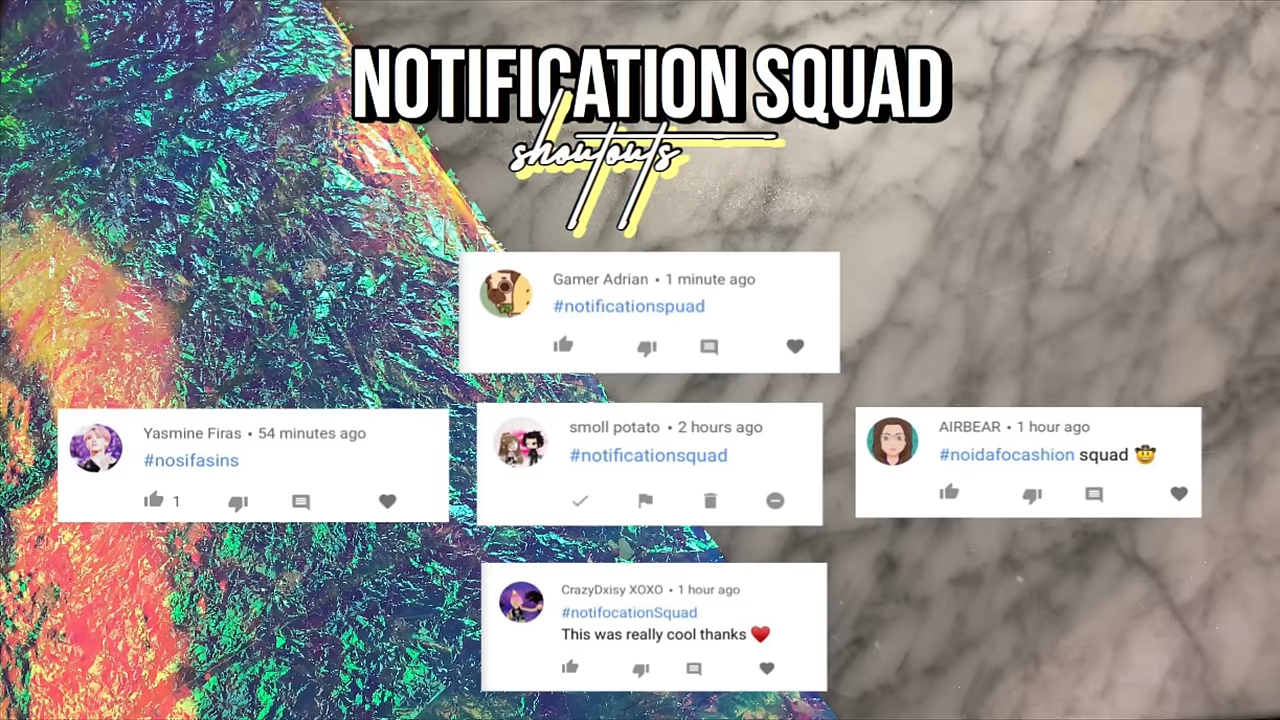 NOTIFICATION SQUAD
shoutouts
Gamer Adrian • 1 minute ago
#notificationspuad
Yasmine Firas • 54 minutes ago
#nosifasins
1
smoll potato • 2 hours ago
#notificationsquad
AIRBEAR • 1 hour ago
#noidafocashion squad 🤠
CrazyDxisy XOXO • 1 hour ago
#notifocationSquad
This was really cool thanks ❤️